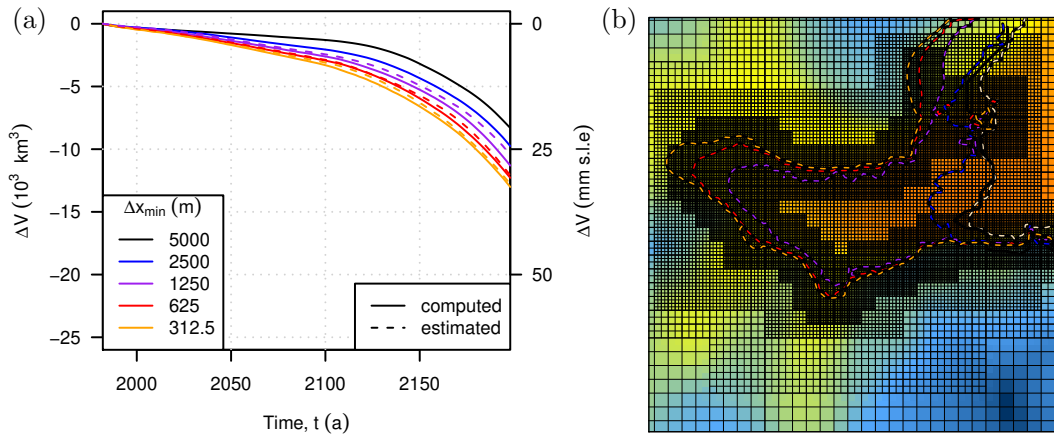 (a)
(b)
0
−5
−10
−15
−20
−25
ΔV (10³ km³)
0
25
50
ΔV (mm s.l.e)
Δx_min (m)
5000
2500
1250
625
312.5
computed
estimated
2000
2050
2100
2150
Time, t (a)